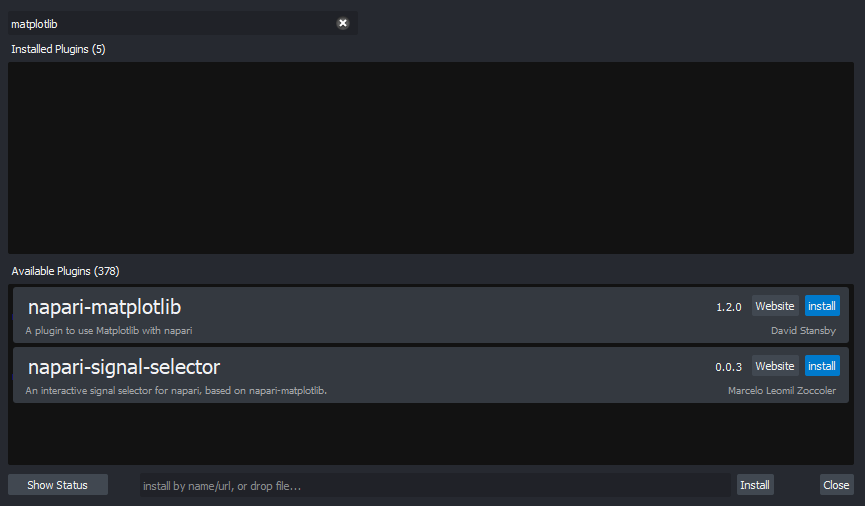 matplotlib
Installed Plugins (5)
Available Plugins (378)
napari-matplotlib
1.2.0
Website
install
A plugin to use Matplotlib with napari
David Stansby
napari-signal-selector
0.0.3
Website
install
An interactive signal selector for napari, based on napari-matplotlib.
Marcelo Leomil Zoccoler
Show Status
install by name/url, or drop file...
Install
Close